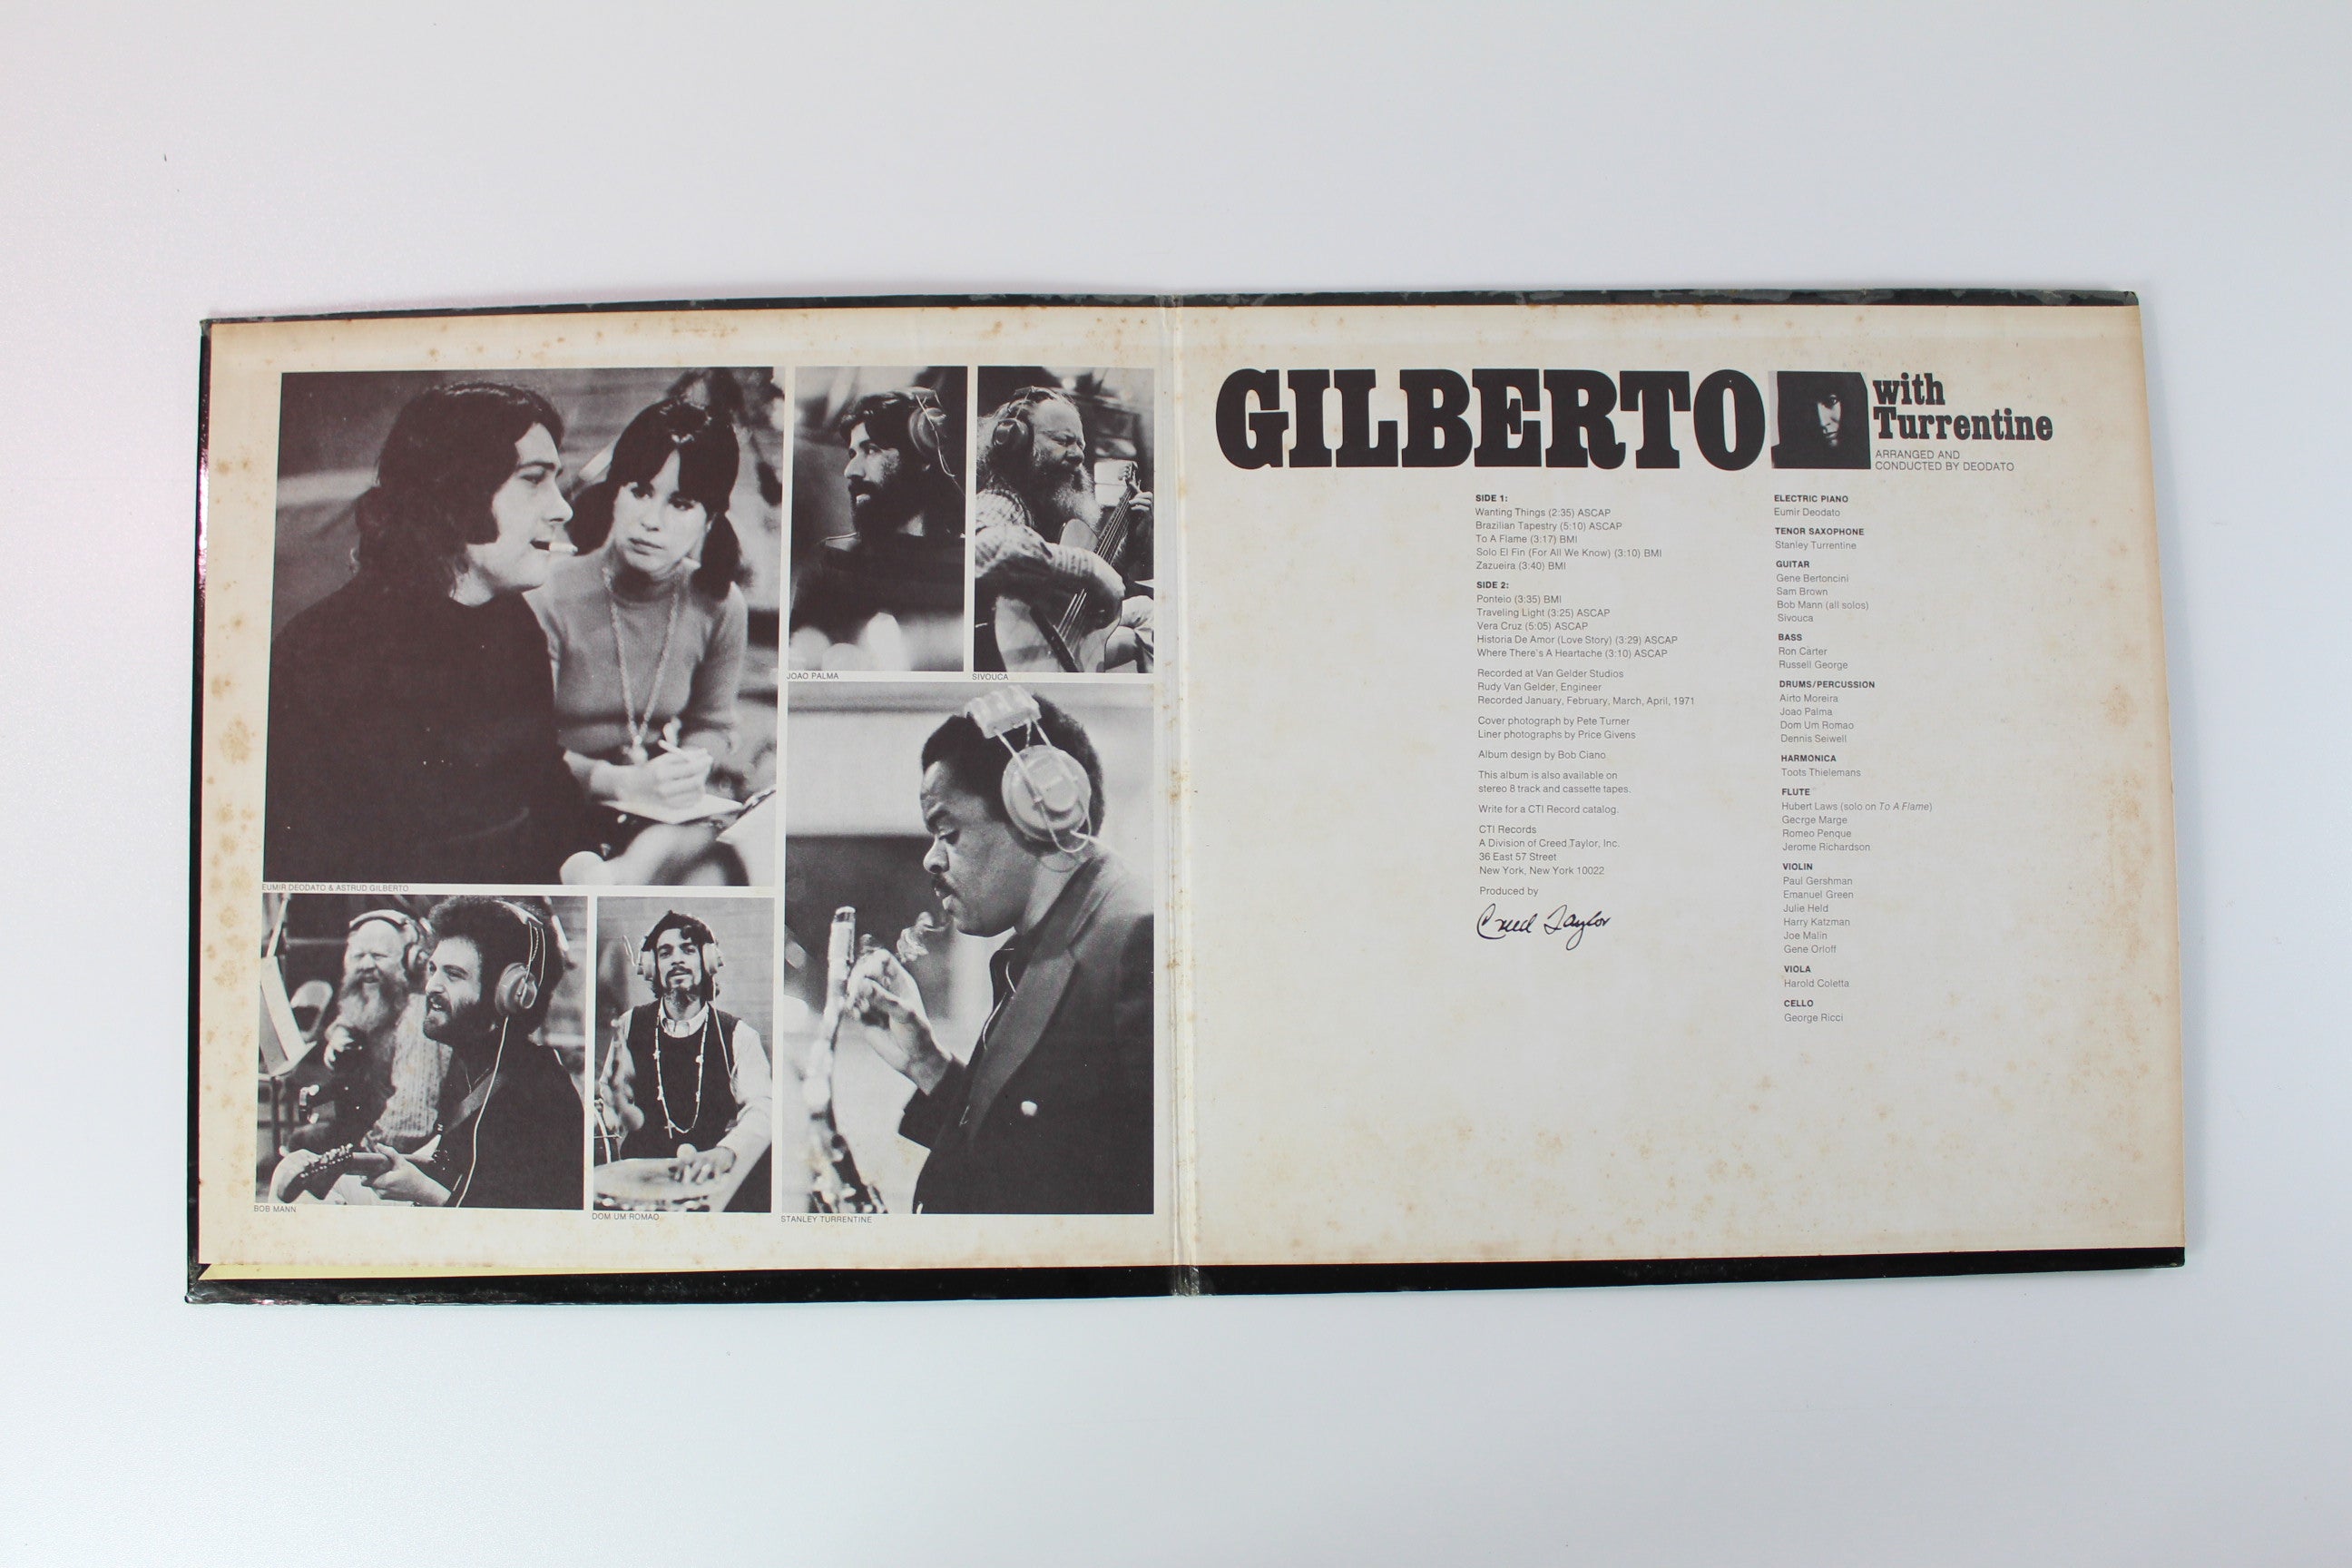 EUMIR DEODATO & ASTRUD GILBERTO
JOAO PALMA
SIVOUCA
BOB MANN
DOM UM ROMAO
STANLEY TURRENTINE
GILBERTO
with
Turrentine
ARRANGED AND
CONDUCTED BY DEODATO
SIDE 1:
Wanting Things (2:35) ASCAP
Brazilian Tapestry (5:10) ASCAP
To A Flame (3:17) BMI
Solo El Fin (For All We Know) (3:10) BMI
Zazueira (3:40) BMI
SIDE 2:
Ponteio (3:35) BMI
Traveling Light (3:25) ASCAP
Vera Cruz (5:05) ASCAP
Historia De Amor (Love Story) (3:29) ASCAP
Where There's A Heartache (3:10) ASCAP
Recorded at Van Gelder Studios
Rudy Van Gelder, Engineer
Recorded January, February, March, April, 1971
Cover photograph by Pete Turner
Liner photographs by Price Givens
Album design by Bob Ciano
This album is also available on
stereo 8 track and cassette tapes.
Write for a CTI Record catalog.
CTI Records
A Division of Creed Taylor, Inc.
36 East 57 Street
New York, New York 10022
Produced by
Creed Taylor
ELECTRIC PIANO
Eumir Deodato
TENOR SAXOPHONE
Stanley Turrentine
GUITAR
Gene Bertoncini
Sam Brown
Bob Mann (all solos)
Sivouca
BASS
Ron Carter
Russell George
DRUMS/PERCUSSION
Airto Moreira
Joao Palma
Dom Um Romao
Dennis Seiwell
HARMONICA
Toots Thielemans
FLUTE
Hubert Laws (solo on To A Flame)
George Marge
Romeo Penque
Jerome Richardson
VIOLIN
Paul Gershman
Emanuel Green
Julie Held
Harry Katzman
Joe Malin
Gene Orloff
VIOLA
Harold Coletta
CELLO
George Ricci